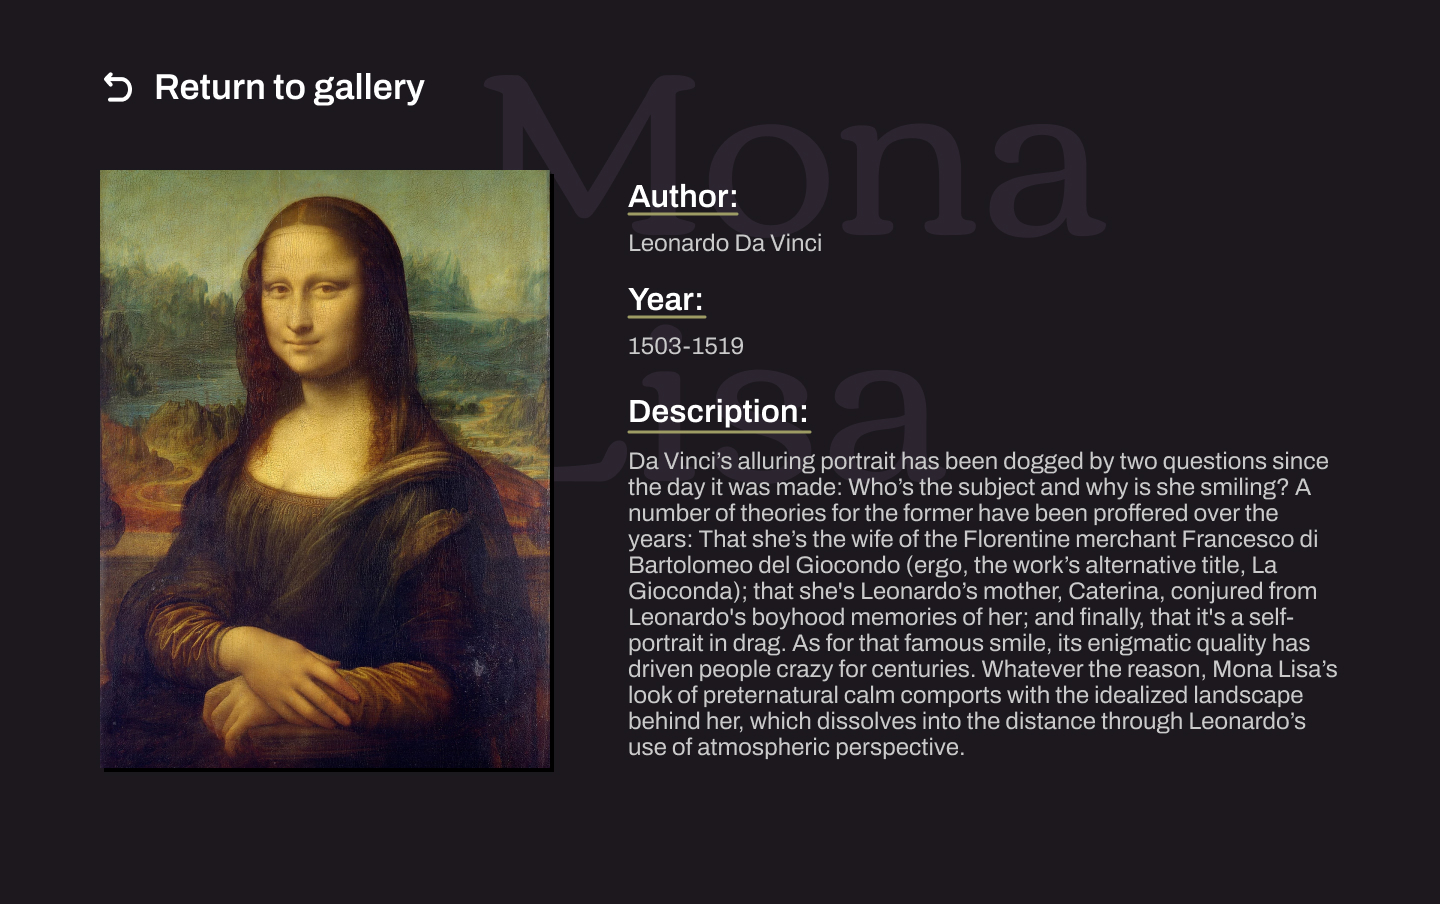 Return to gallery
Mona
Lisa
Author:
Leonardo Da Vinci
Year:
1503-1519
Description:
Da Vinci’s alluring portrait has been dogged by two questions since
the day it was made: Who’s the subject and why is she smiling? A
number of theories for the former have been proffered over the
years: That she’s the wife of the Florentine merchant Francesco di
Bartolomeo del Giocondo (ergo, the work’s alternative title, La
Gioconda); that she's Leonardo’s mother, Caterina, conjured from
Leonardo's boyhood memories of her; and finally, that it's a self-
portrait in drag. As for that famous smile, its enigmatic quality has
driven people crazy for centuries. Whatever the reason, Mona Lisa’s
look of preternatural calm comports with the idealized landscape
behind her, which dissolves into the distance through Leonardo’s
use of atmospheric perspective.